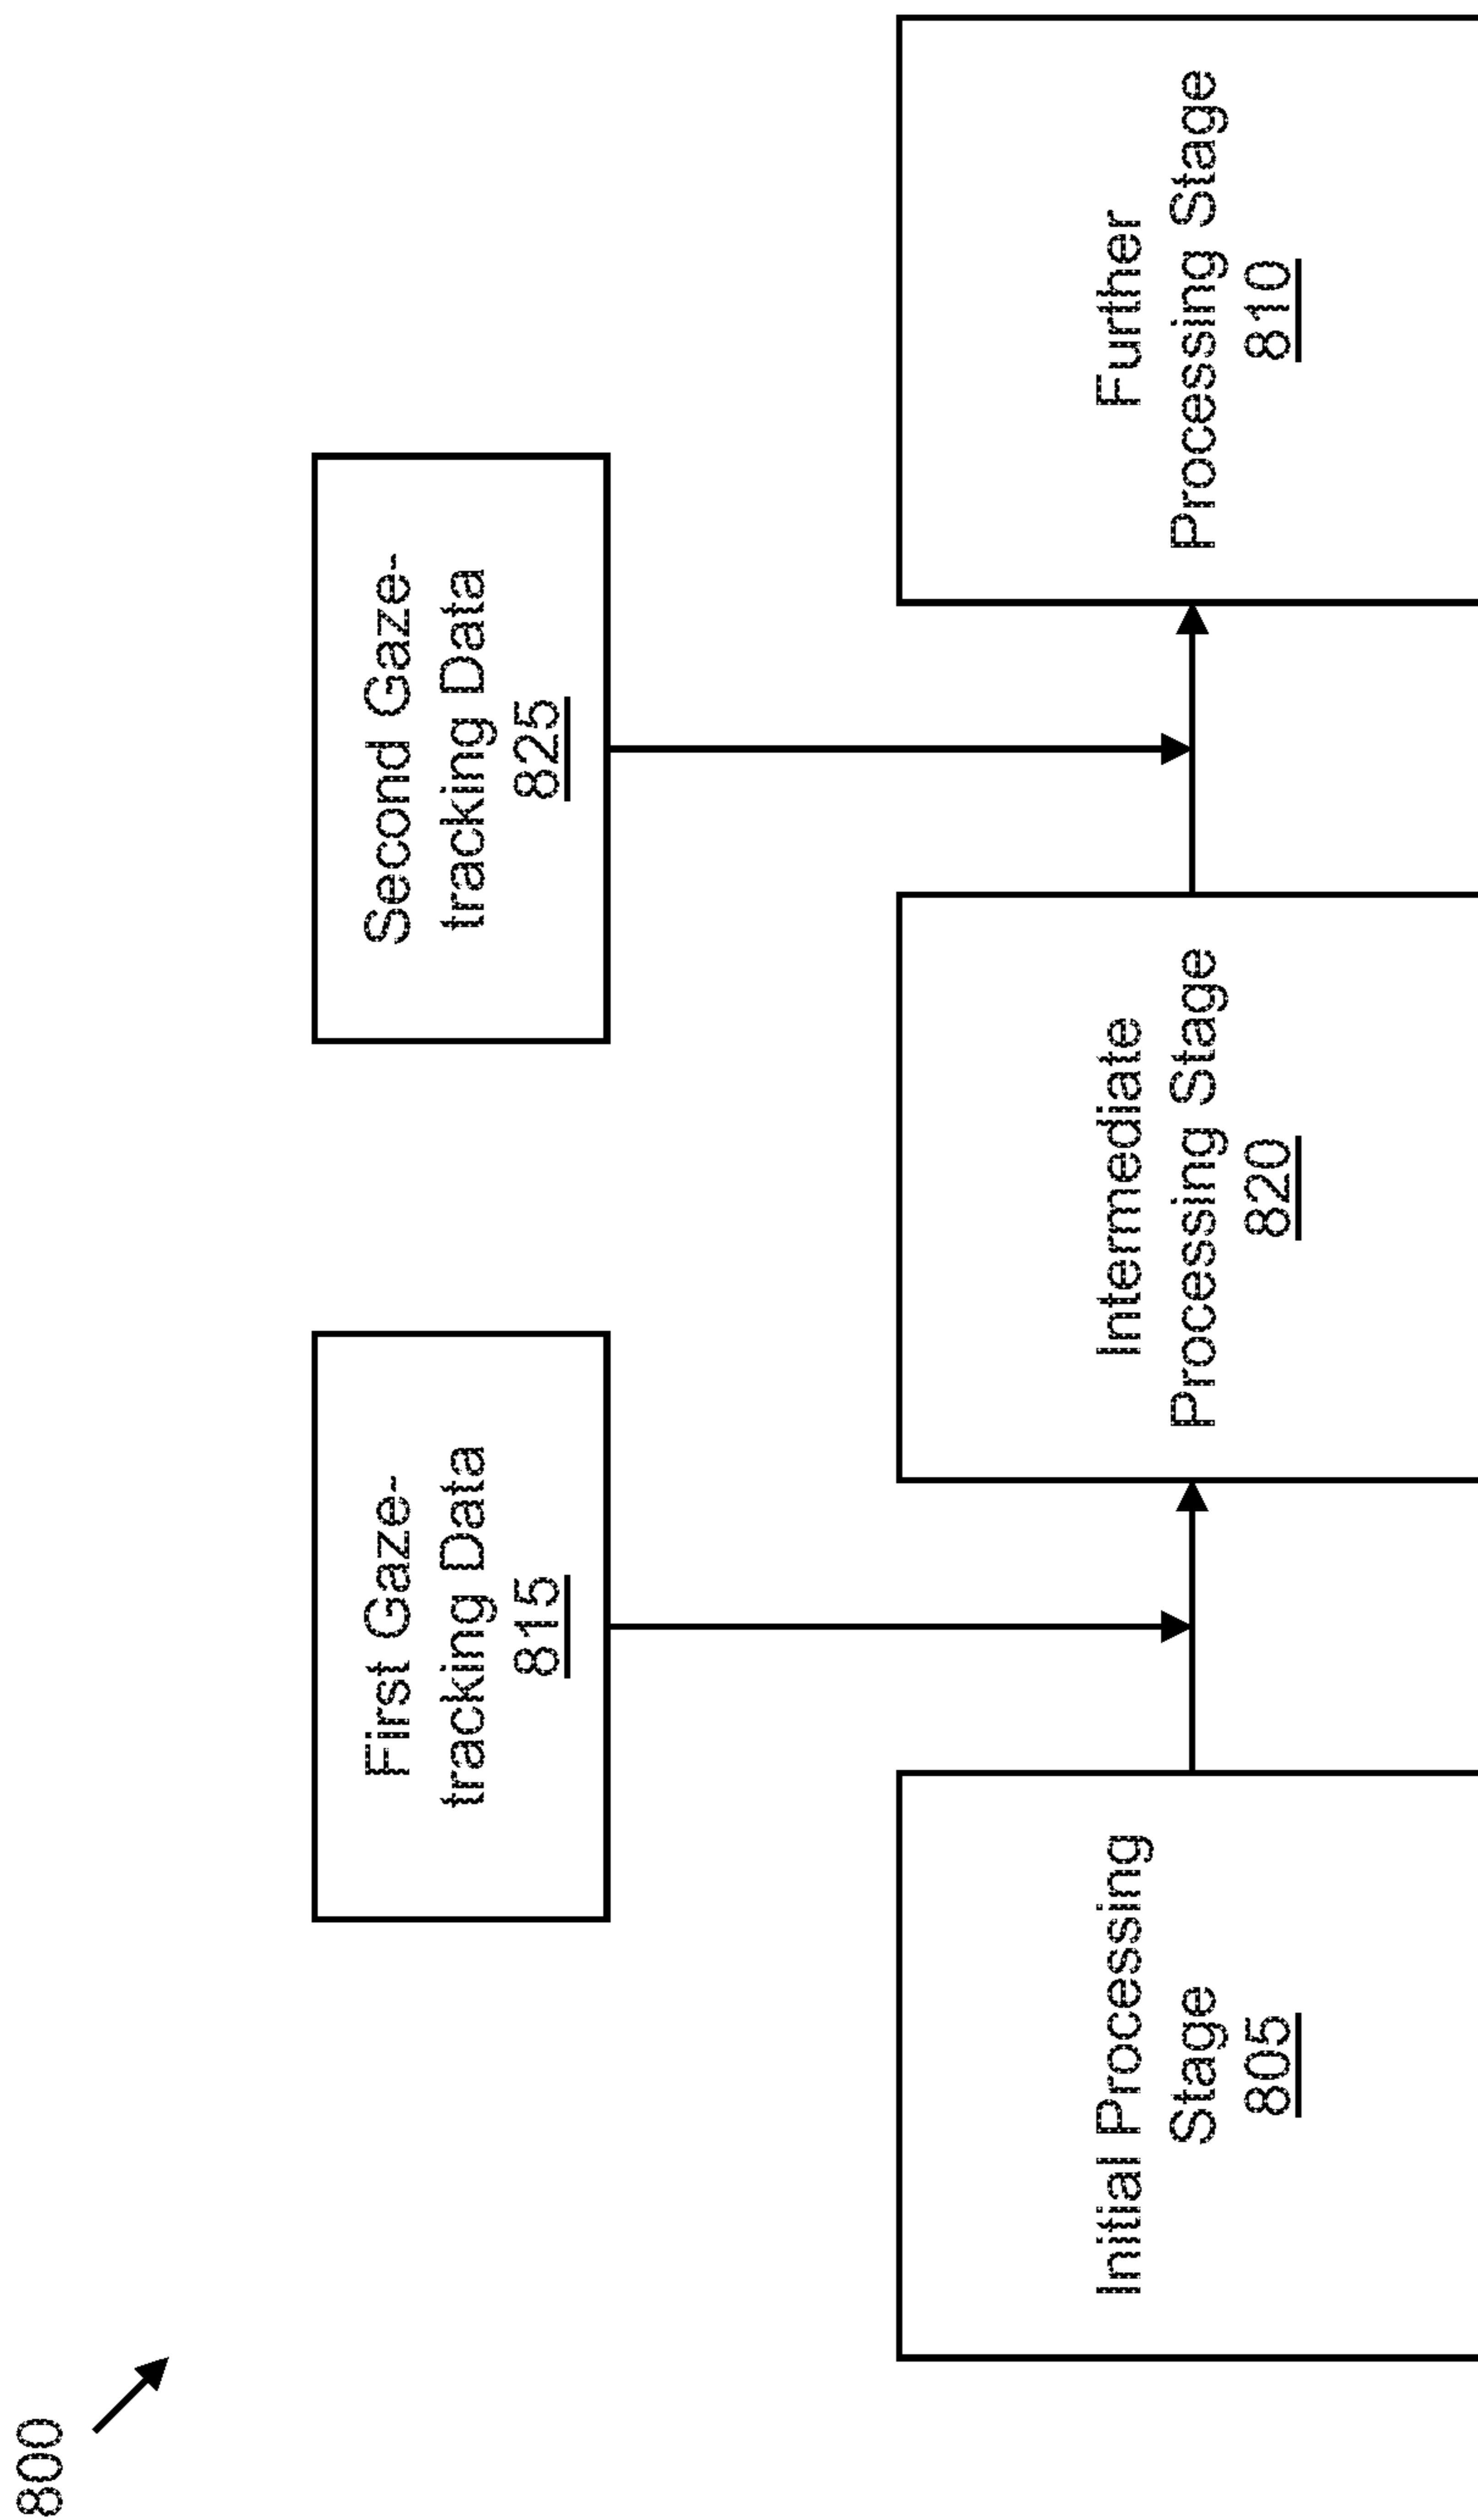 800
First Gaze-
tracking Data
815
Second Gaze-
tracking Data
825
Initial Processing
Stage
805
Intermediate
Processing Stage
820
Further
Processing Stage
810